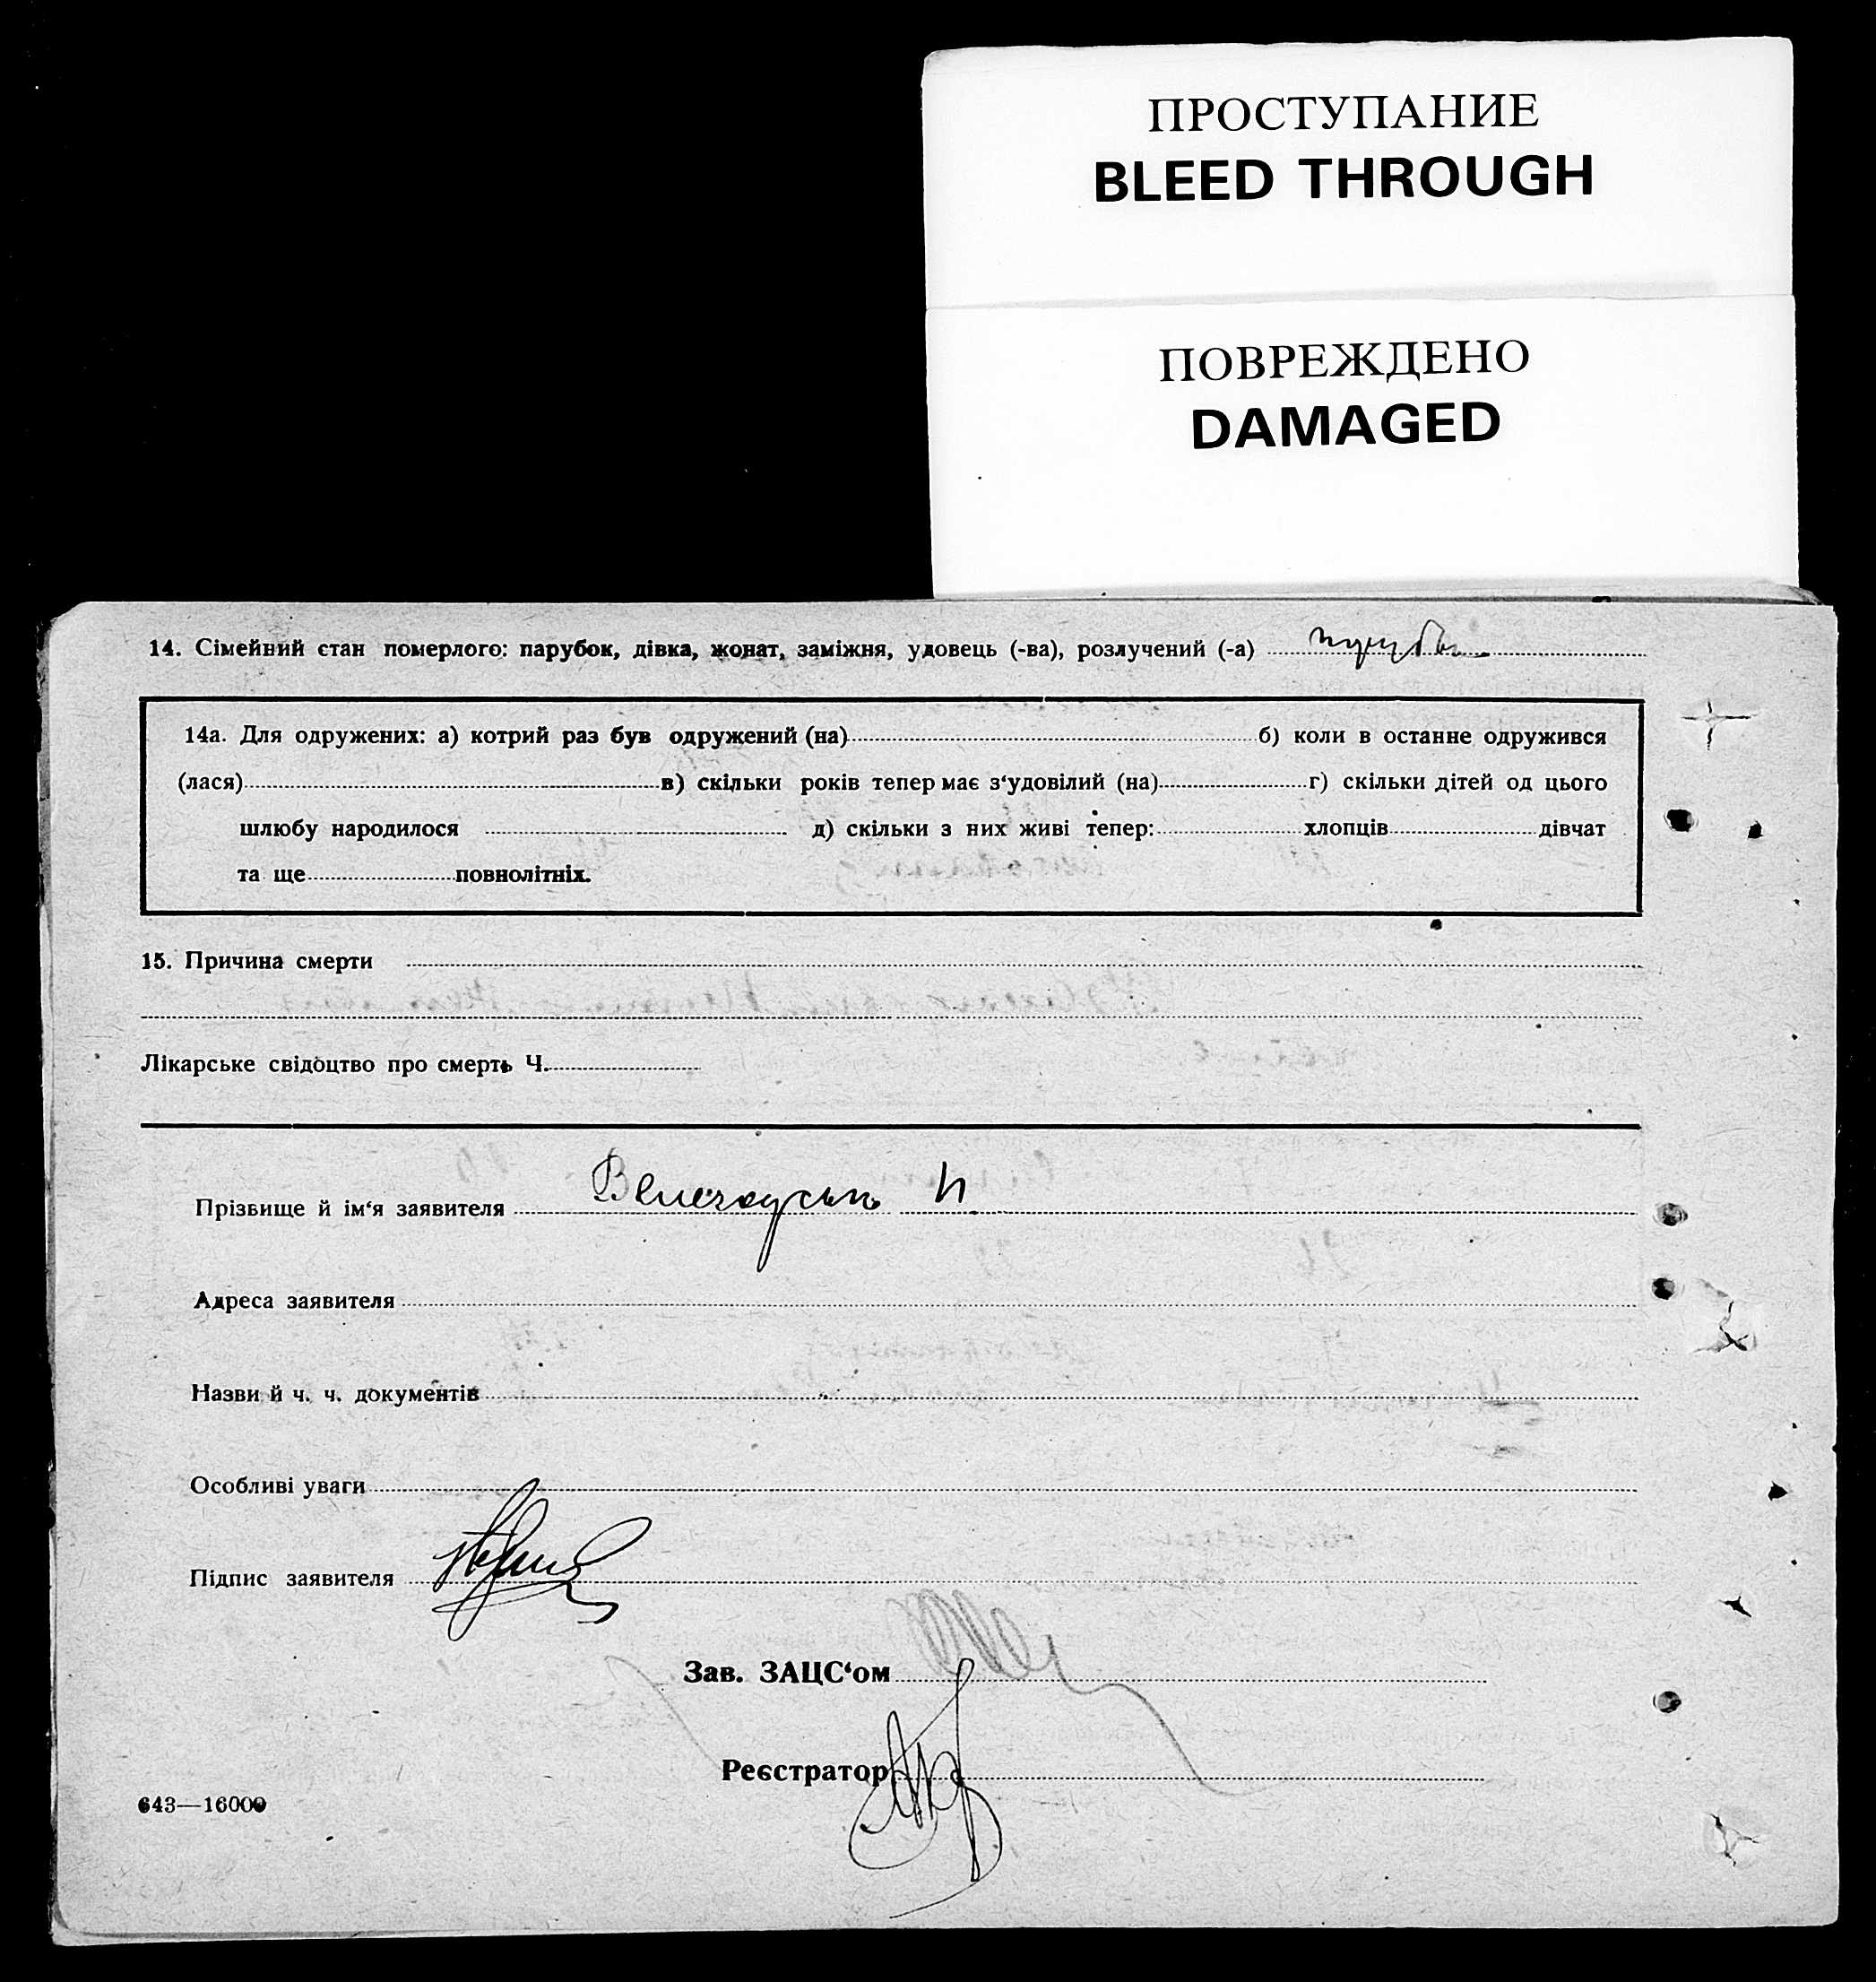 ПРОСТУПАНИЕ
BLEED THROUGH
ПОВРЕЖДЕНО
DAMAGED
14. Сімейний стан померлого: парубок, дівка, жонат, заміжня, удовець (-ва), розлучений (-а)
14а. Для одружених: а) котрий раз був одружений (на) б) коли в останнє одружився
(лася) в) скільки років тепер має з‘удовілий (на) г) скільки дітей од цього
шлюбу народилося д) скільки з них живі тепер: хлопців дівчат
та ще повнолітніх.
15. Причина смерти
Лікарське свідоцтво про смерть Ч.
Прізвище й ім‘я заявителя
Адреса заявителя
Назви й ч. ч. документів
Особливі уваги
Підпис заявителя
Зав. ЗАЦС‘ом
Реєстратор
643—16000